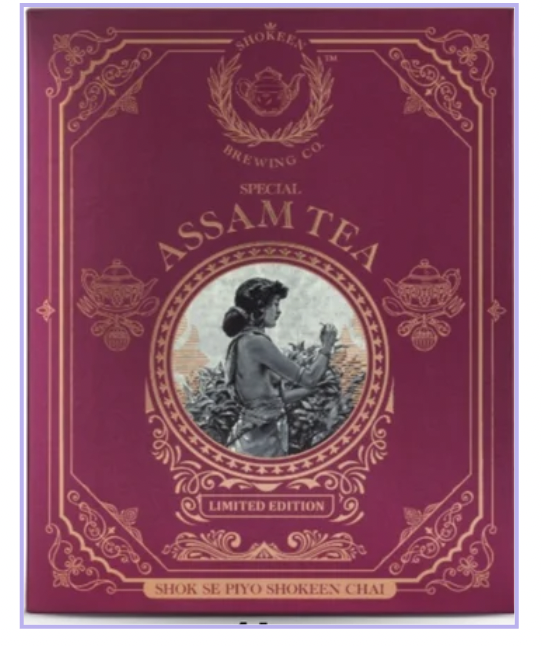 SHOKEEN
TM
BREWING CO.
SPECIAL
ASSAM TEA
LIMITED EDITION
SHOK SE PIYO SHOKEEN CHAI